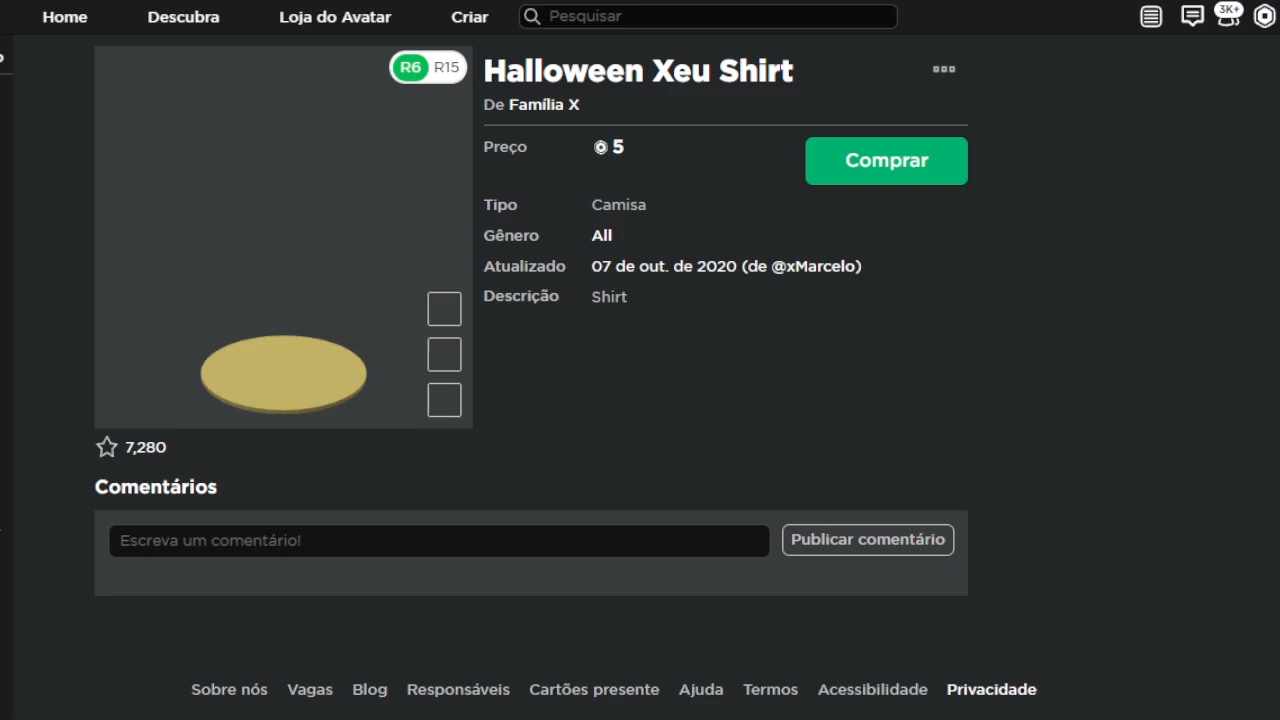 Home Descubra Loja do Avatar Criar Pesquisar 3K+
R6 R15
Halloween Xeu Shirt
De Família X
Preço 5 Comprar
Tipo Camisa
Gênero All
Atualizado 07 de out. de 2020 (de @xMarcelo)
Descrição Shirt
7,280
Comentários
Escreva um comentário! Publicar comentário
Sobre nós Vagas Blog Responsáveis Cartões presente Ajuda Termos Acessibilidade Privacidade